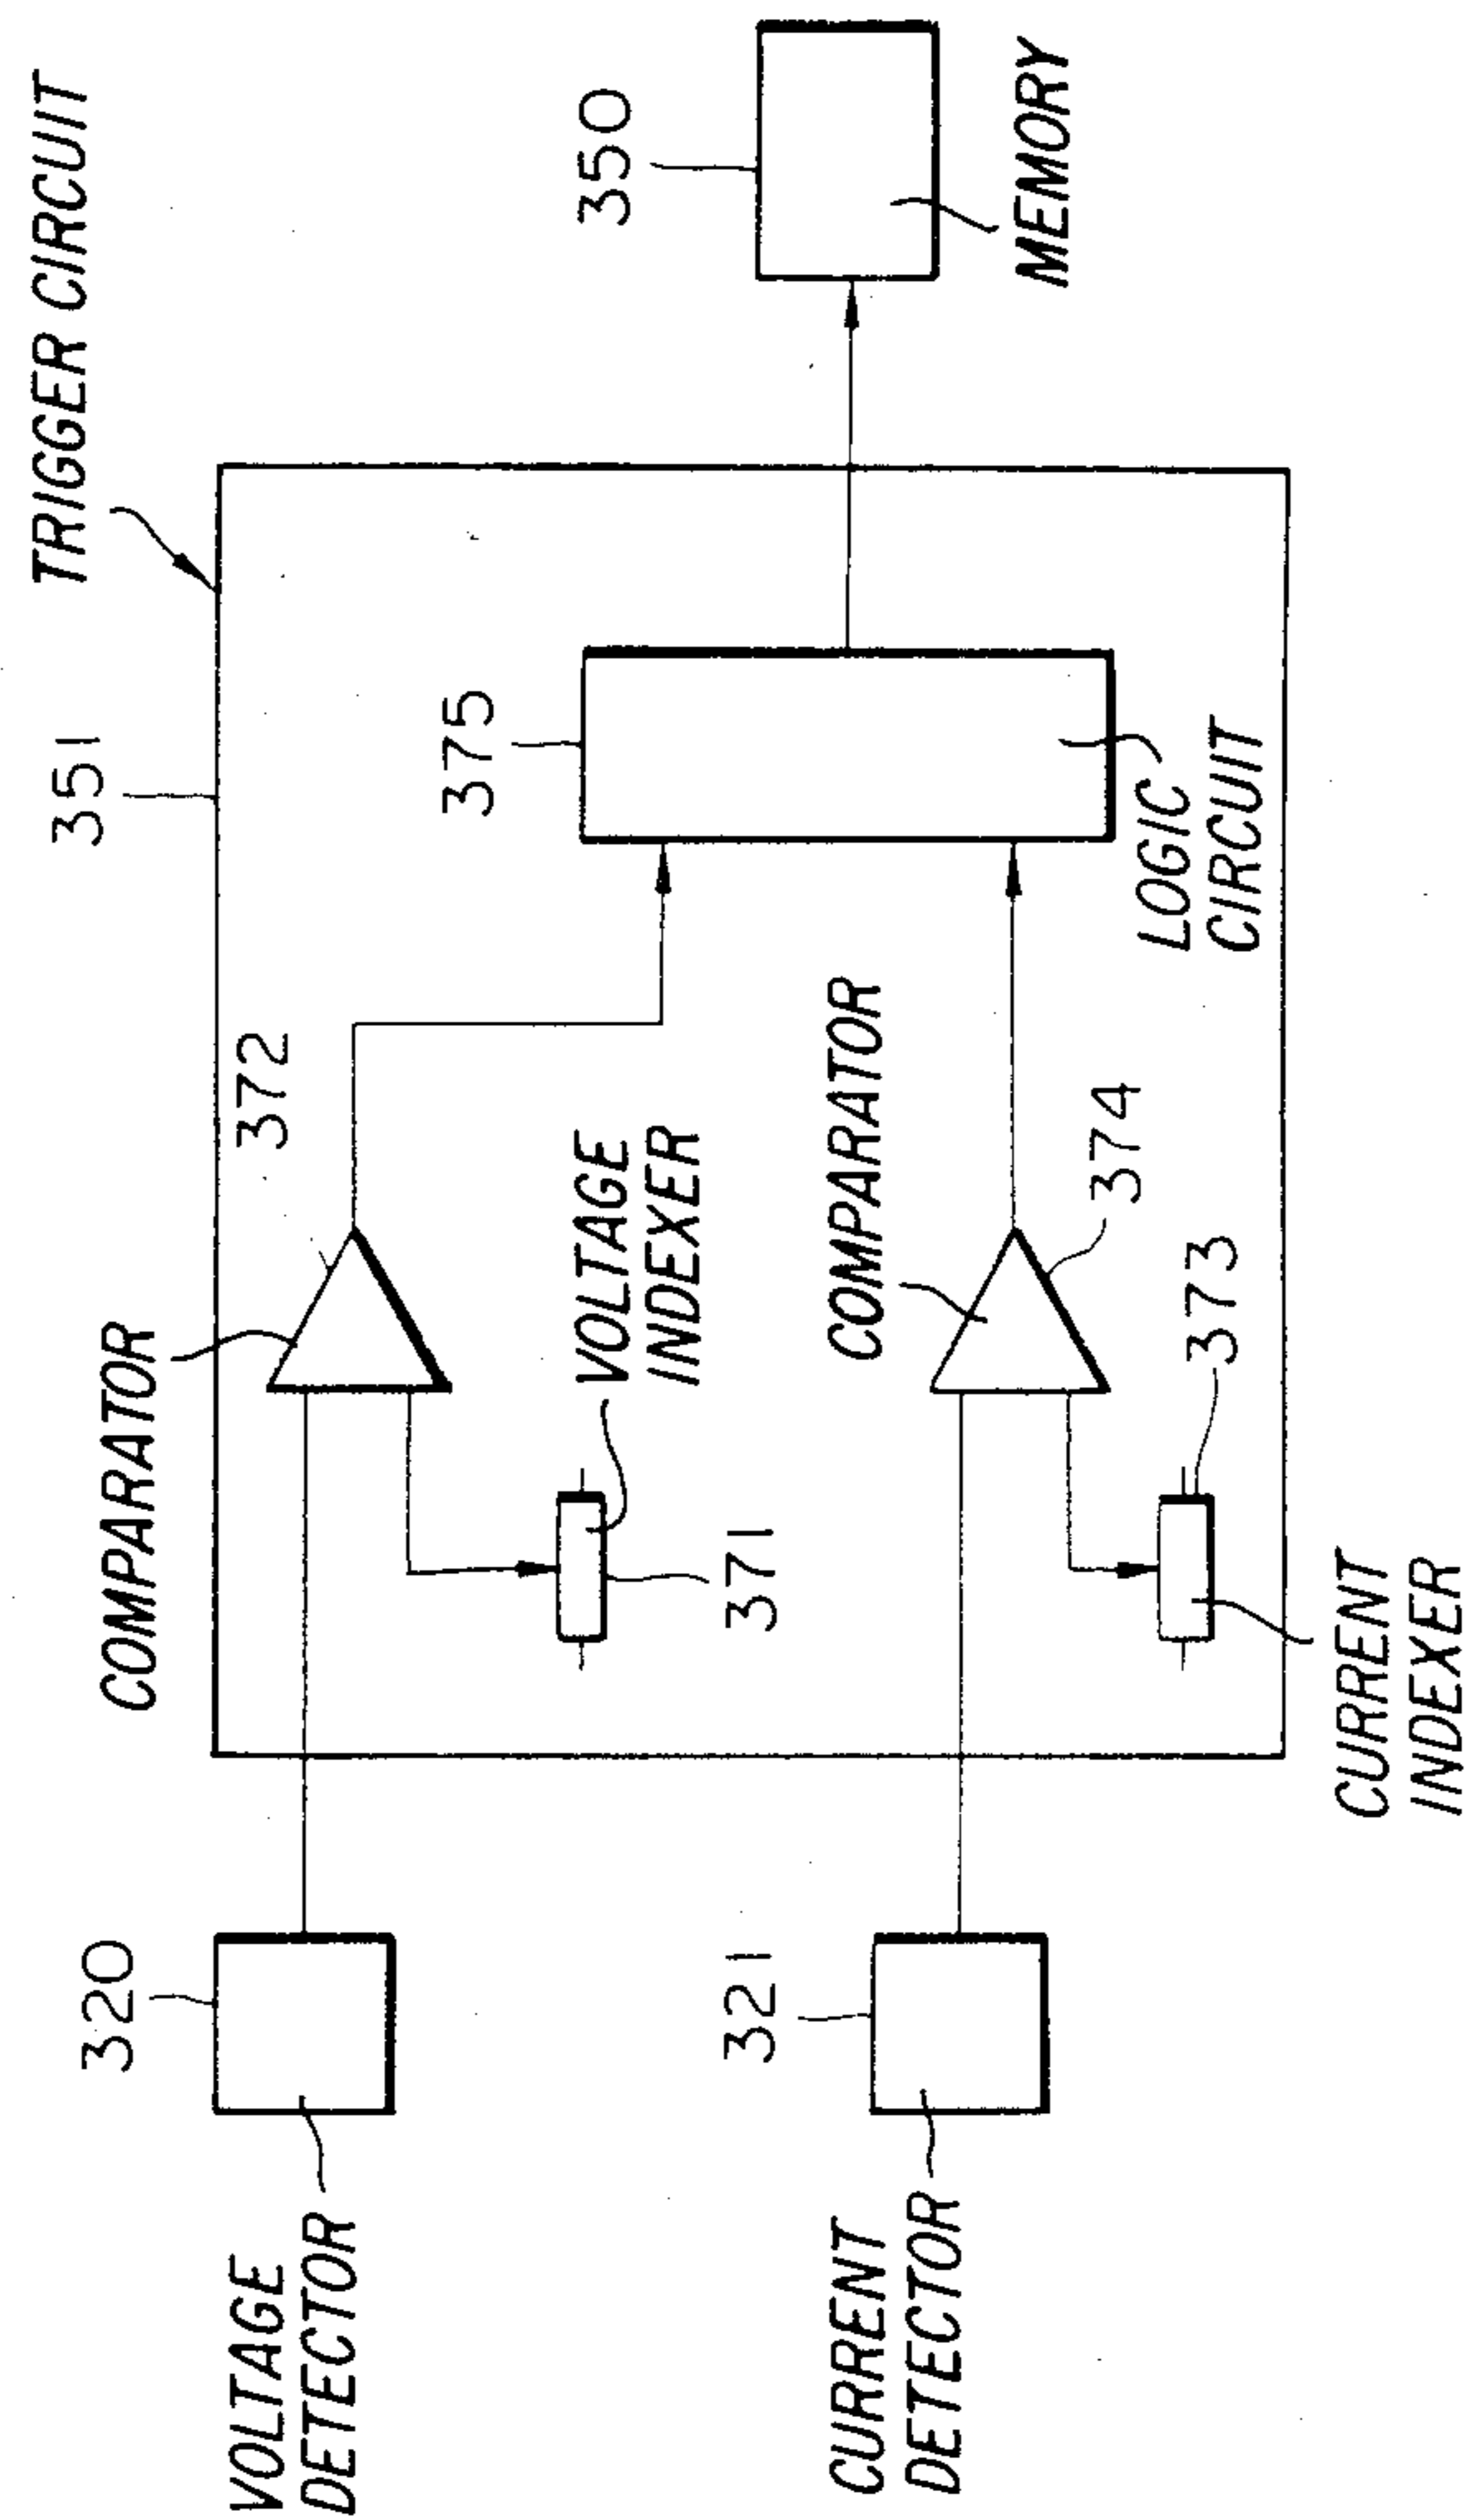 TRIGGER CIRCUIT
351
COMPARATOR
372
320
VOLTAGE
DETECTOR
375
350
VOLTAGE
INDEXER
371
MEMORY
COMPARATOR
374
321
CURRENT
DETECTOR
LOGIC
CIRCUIT
373
CURRENT
INDEXER